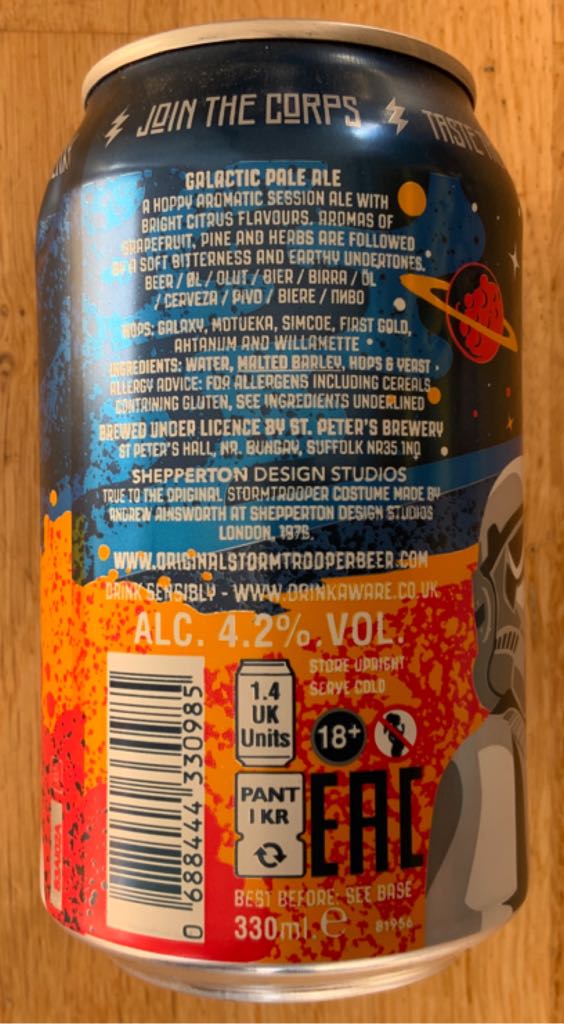 JOIN THE CORPS
TASTE
GALACTIC PALE ALE
A HOPPY AROMATIC SESSION ALE WITH
BRIGHT CITRUS FLAVOURS. AROMAS OF
GRAPEFRUIT, PINE AND HERBS ARE FOLLOWED
BY A SOFT BITTERNESS AND EARTHY UNDERTONES.
BEER / ØL / OLUT / BIER / BIRRA / ÖL
/ CERVEZA / PIVO / BIERE / ПИВО
HOPS: GALAXY, MOTUEKA, SIMCOE, FIRST GOLD,
AHTANUM AND WILLAMETTE
INGREDIENTS: WATER, MALTED BARLEY, HOPS & YEAST
ALLERGY ADVICE: FOR ALLERGENS INCLUDING CEREALS
CONTAINING GLUTEN, SEE INGREDIENTS UNDERLINED
BREWED UNDER LICENCE BY ST. PETER'S BREWERY
ST PETER'S HALL, NR. BUNGAY, SUFFOLK NR35 1NQ
SHEPPERTON DESIGN STUDIOS
TRUE TO THE ORIGINAL STORMTROOPER COSTUME MADE BY
ANDREW AINSWORTH AT SHEPPERTON DESIGN STUDIOS
LONDON, 1976.
WWW.ORIGINALSTORMTROOPERBEER.COM
DRINK SENSIBLY - WWW.DRINKAWARE.CO.UK
ALC. 4.2% .VOL.
STORE UPRIGHT
SERVE COLD
1.4
UK
Units
18+
PANT
1 KR
EAC
BEST BEFORE: SEE BASE
330ml. e
81956
0 688444 330985